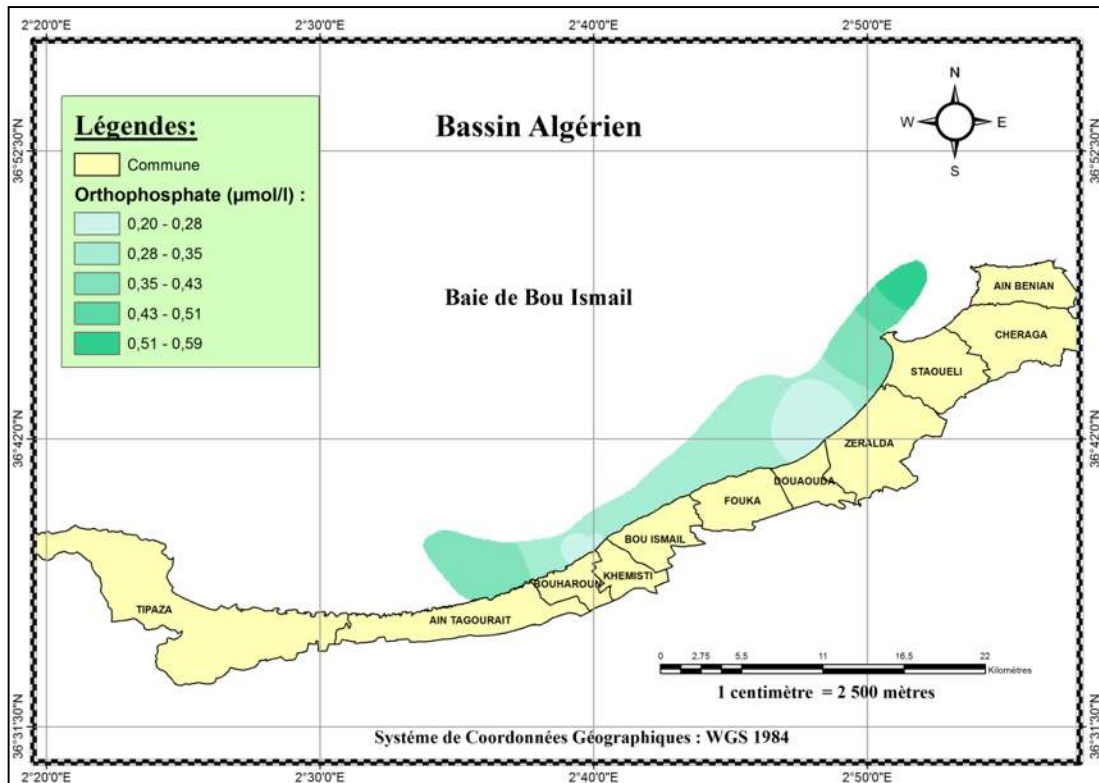 2°20'0"E 2°30'0"E 2°40'0"E 2°50'0"E
36°52'30"N
36°42'0"N
36°31'30"N
Légendes:
Commune
Orthophosphate (µmol/l) :
0,20 - 0,28
0,28 - 0,35
0,35 - 0,43
0,43 - 0,51
0,51 - 0,59
Bassin Algérien
N
W E
S
36°52'30"N
36°42'0"N
36°31'30"N
Baie de Bou Ismail
AIN BENIAN
CHERAGA
STAOUELI
ZERALDA
DOUAOUDA
FOUKA
BOU ISMAIL
KHEMISTI
BOUHAROUN
AIN TAGOURAIT
TIPAZA
0 2,75 5,5 11 16,5 22
Kilomètres
1 centimètre = 2 500 mètres
Systéme de Coordonnées Géographiques : WGS 1984
2°20'0"E 2°30'0"E 2°40'0"E 2°50'0"E